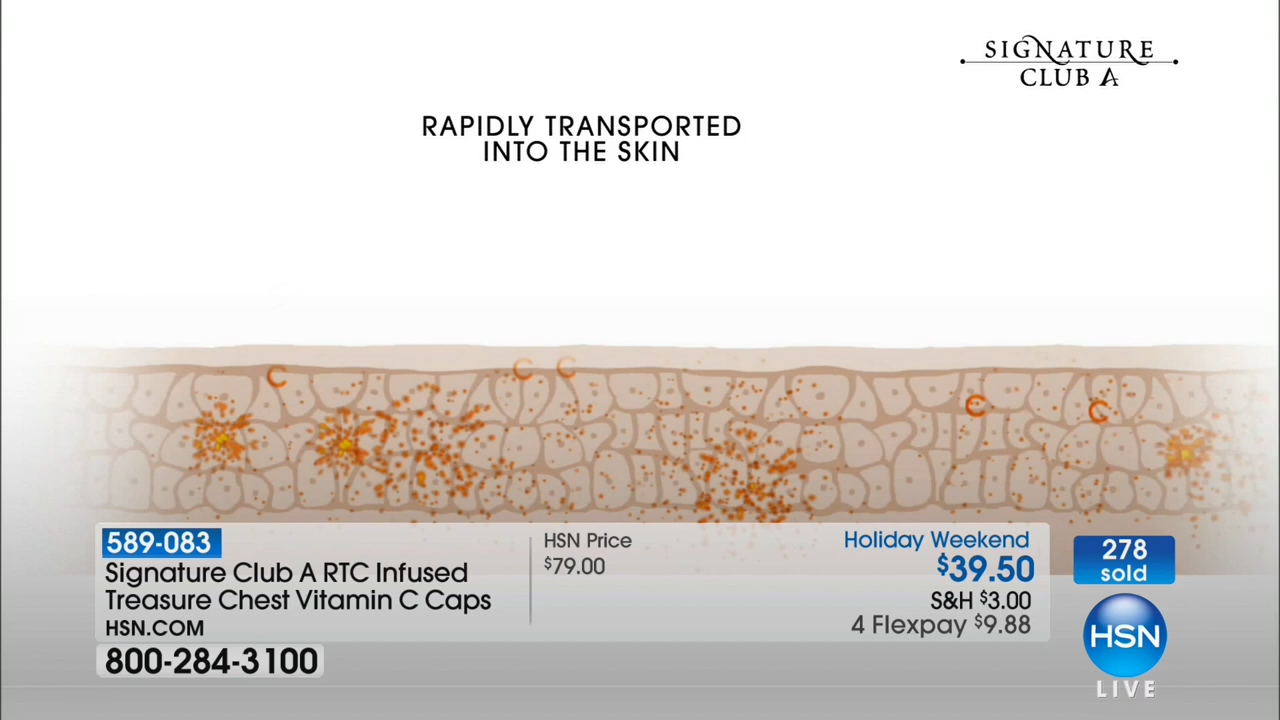 SIGNATURE
CLUB A
RAPIDLY TRANSPORTED
INTO THE SKIN
C
C
C
C
C
589-083
Signature Club A RTC Infused
Treasure Chest Vitamin C Caps
HSN.COM
800-284-3100
HSN Price
$79.00
Holiday Weekend
$39.50
S&H $3.00
4 Flexpay $9.88
278
sold
HSN
LIVE